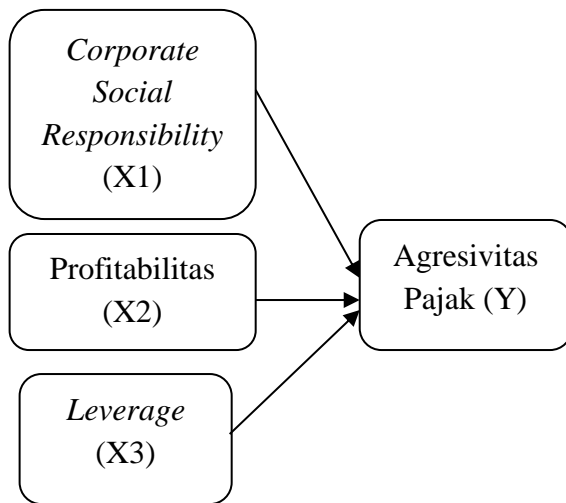 Corporate
Social
Responsibility
(X1)
Profitabilitas
(X2)
Leverage
(X3)
Agresivitas
Pajak (Y)